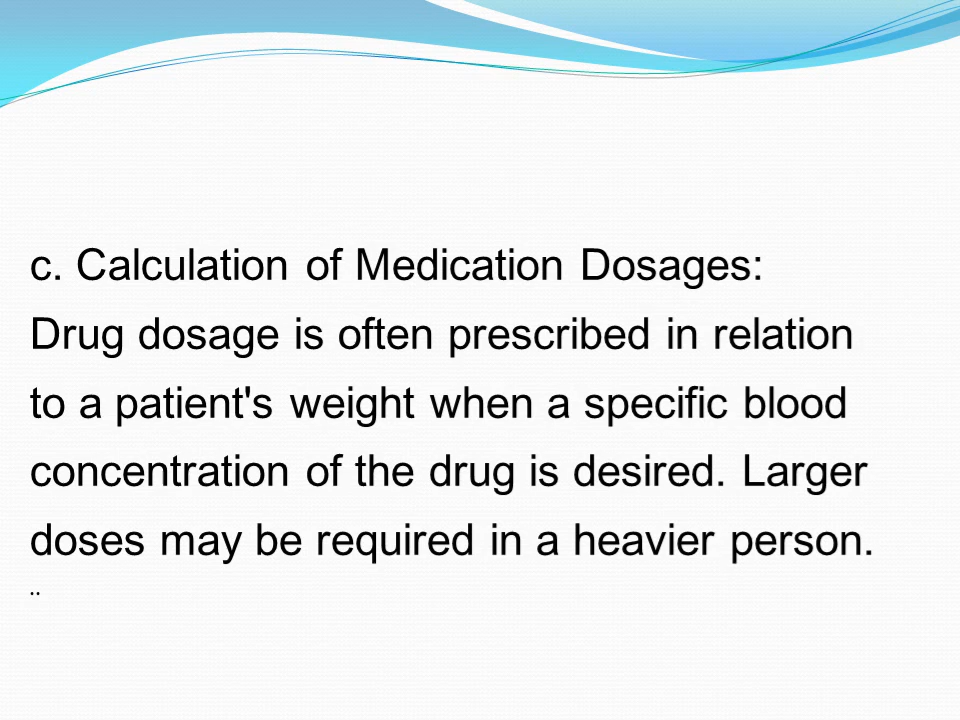 c. Calculation of Medication Dosages:
Drug dosage is often prescribed in relation
to a patient's weight when a specific blood
concentration of the drug is desired. Larger
doses may be required in a heavier person.
..